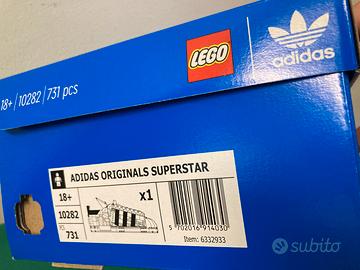 LEGO
adidas
18+/10282/731 pcs
ADIDAS ORIGINALS SUPERSTAR
18+
x1
10282
PCS
731
5 702016 914030
Item: 6332933
subito